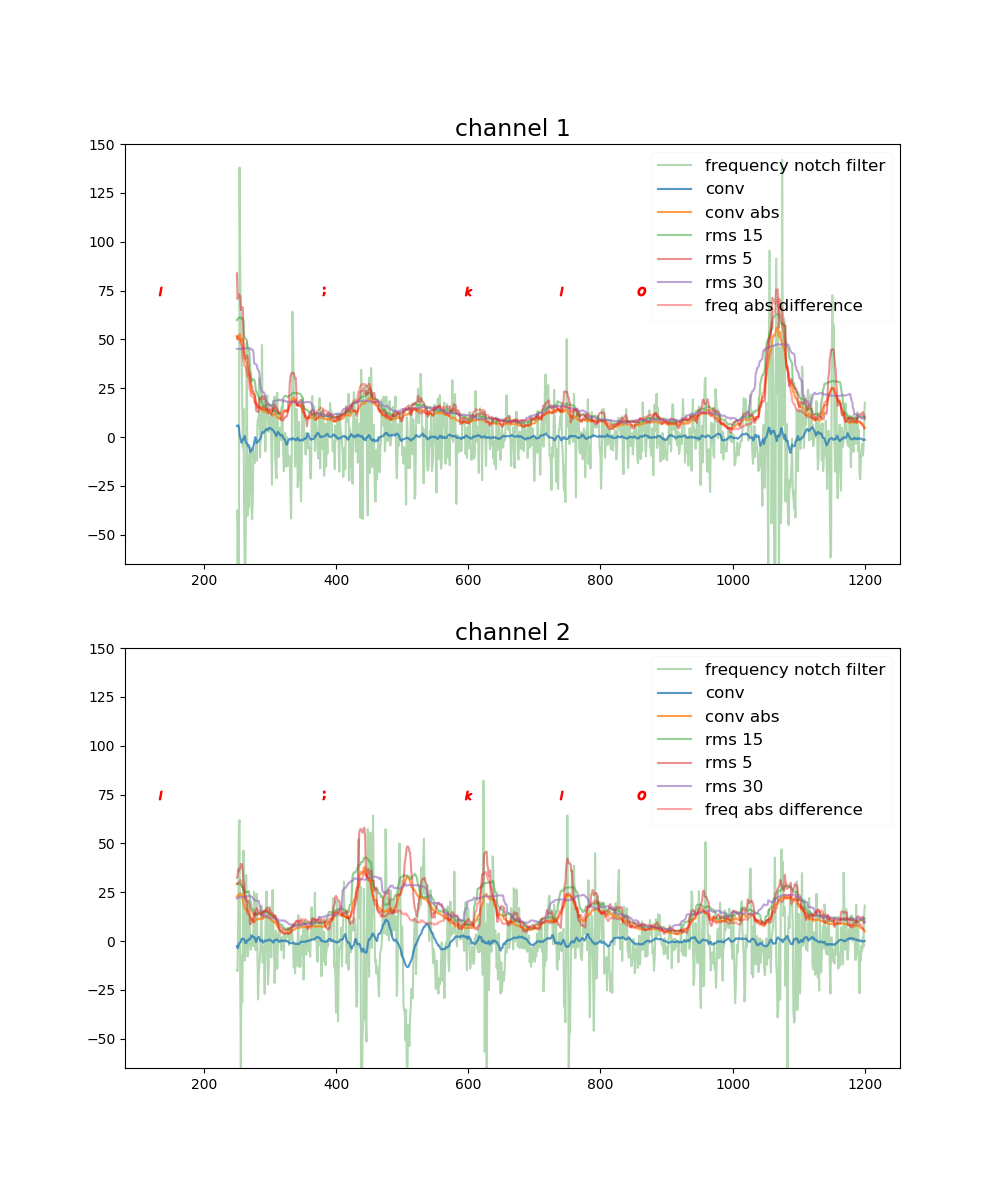 channel 1
150
125
100
75
50
25
0
−25
−50
l ; k l o
frequency notch filter
conv
conv abs
rms 15
rms 5
rms 30
freq abs difference
200 400 600 800 1000 1200
channel 2
150
125
100
75
50
25
0
−25
−50
l ; k l o
frequency notch filter
conv
conv abs
rms 15
rms 5
rms 30
freq abs difference
200 400 600 800 1000 1200